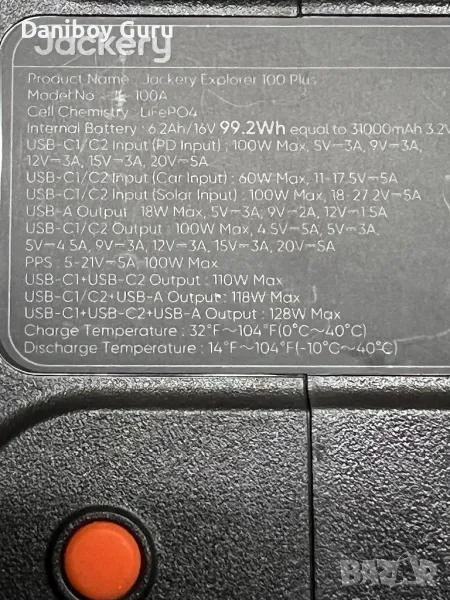 Daniboy Guru
Jackery
Product Name : Jackery Explorer 100 Plus
Model No. : JE-100A
Cell Chemistry : LiFePO4
Internal Battery : 6.2Ah/16V 99.2Wh equal to 31000mAh 3.2V
USB-C1/C2 Input (PD Input) : 100W Max, 5V⎓3A, 9V⎓3A,
12V⎓3A, 15V⎓3A, 20V⎓5A
USB-C1/C2 Input (Car Input) : 60W Max, 11-17.5V⎓5A
USB-C1/C2 Input (Solar Input) : 100W Max, 18-27.2V⎓5A
USB-A Output : 18W Max, 5V⎓3A, 9V⎓2A, 12V⎓1.5A
USB-C1/C2 Output : 100W Max, 4.5V⎓5A, 5V⎓3A,
5V⎓4.5A, 9V⎓3A, 12V⎓3A, 15V⎓3A, 20V⎓5A
PPS : 5-21V⎓5A, 100W Max
USB-C1+USB-C2 Output : 110W Max
USB-C1/C2+USB-A Output : 118W Max
USB-C1+USB-C2+USB-A Output : 128W Max
Charge Temperature : 32°F~104°F(0°C~40°C)
Discharge Temperature : 14°F~104°F(-10°C~40°C)
BAZAR